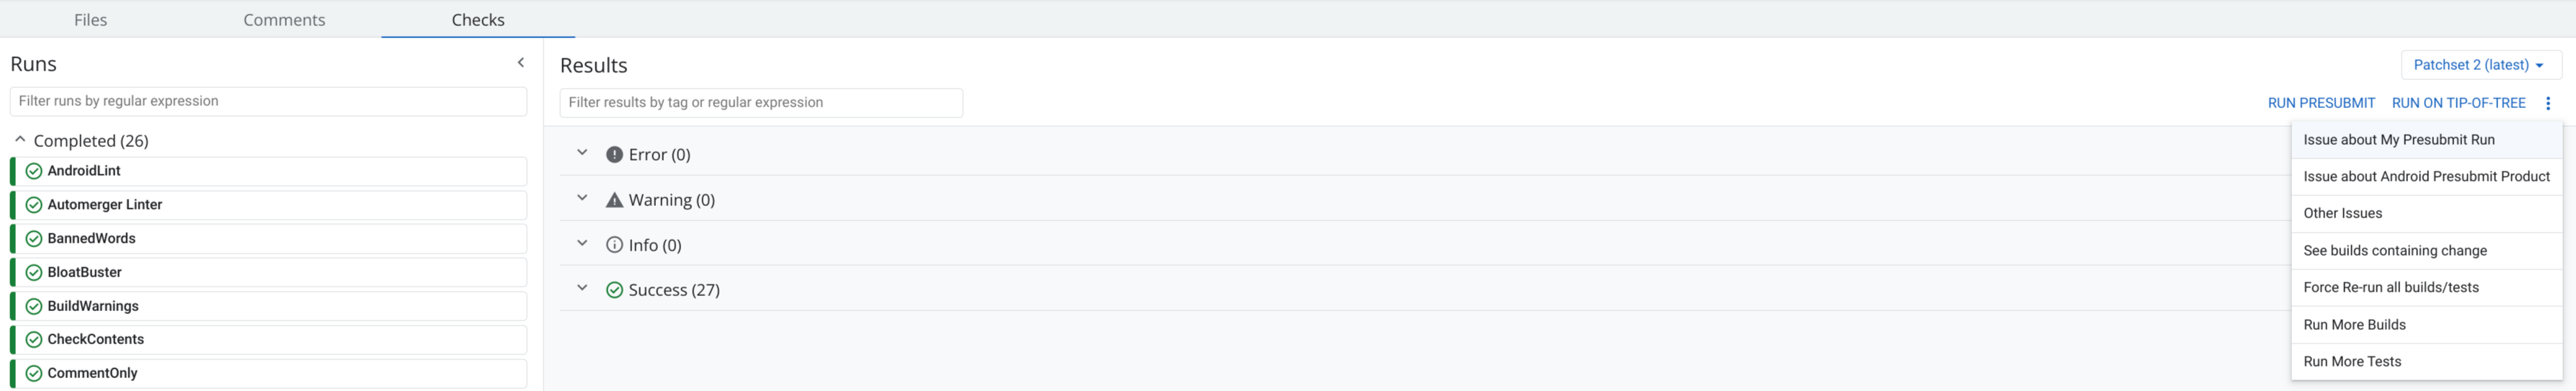 Files Comments Checks
Runs
Filter runs by regular expression
Completed (26)
AndroidLint
Automerger Linter
BannedWords
BloatBuster
BuildWarnings
CheckContents
CommentOnly
Results
Patchset 2 (latest)
Filter results by tag or regular expression
RUN PRESUBMIT RUN ON TIP-OF-TREE
Error (0)
Warning (0)
Info (0)
Success (27)
Issue about My Presubmit Run
Issue about Android Presubmit Product
Other Issues
See builds containing change
Force Re-run all builds/tests
Run More Builds
Run More Tests